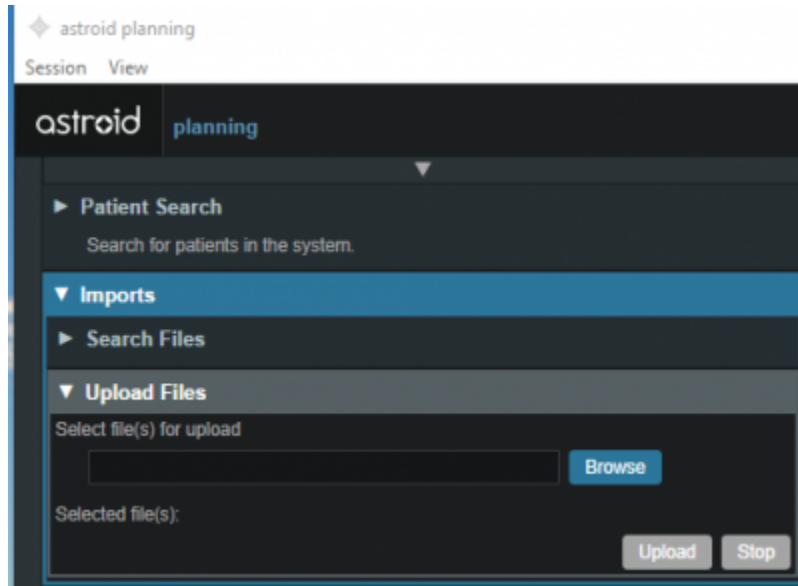 astroid planning
Session View
astroid planning
Patient Search
Search for patients in the system.
Imports
Search Files
Upload Files
Select file(s) for upload
Browse
Selected file(s):
Upload Stop